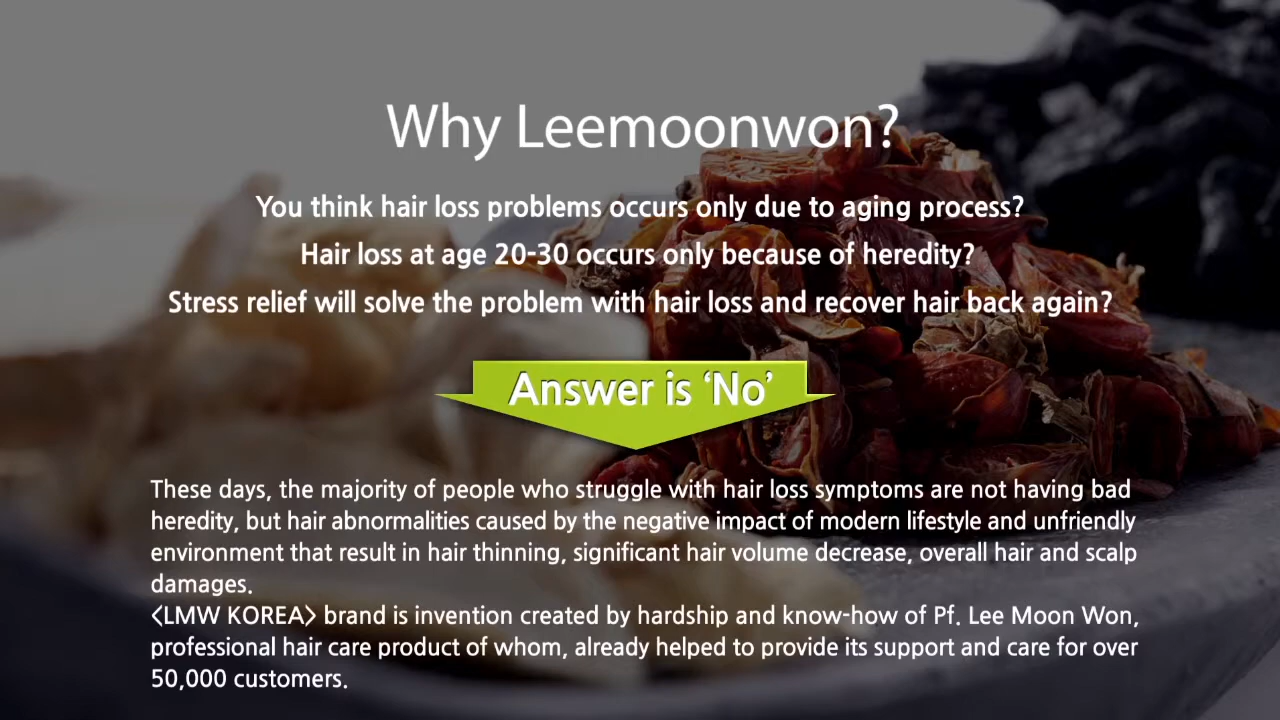 Why Leemoonwon?
You think hair loss problems occurs only due to aging process?
Hair loss at age 20-30 occurs only because of heredity?
Stress relief will solve the problem with hair loss and recover hair back again?
Answer is ‘No’
These days, the majority of people who struggle with hair loss symptoms are not having bad
heredity, but hair abnormalities caused by the negative impact of modern lifestyle and unfriendly
environment that result in hair thinning, significant hair volume decrease, overall hair and scalp
damages.
<LMW KOREA> brand is invention created by hardship and know-how of Pf. Lee Moon Won,
professional hair care product of whom, already helped to provide its support and care for over
50,000 customers.